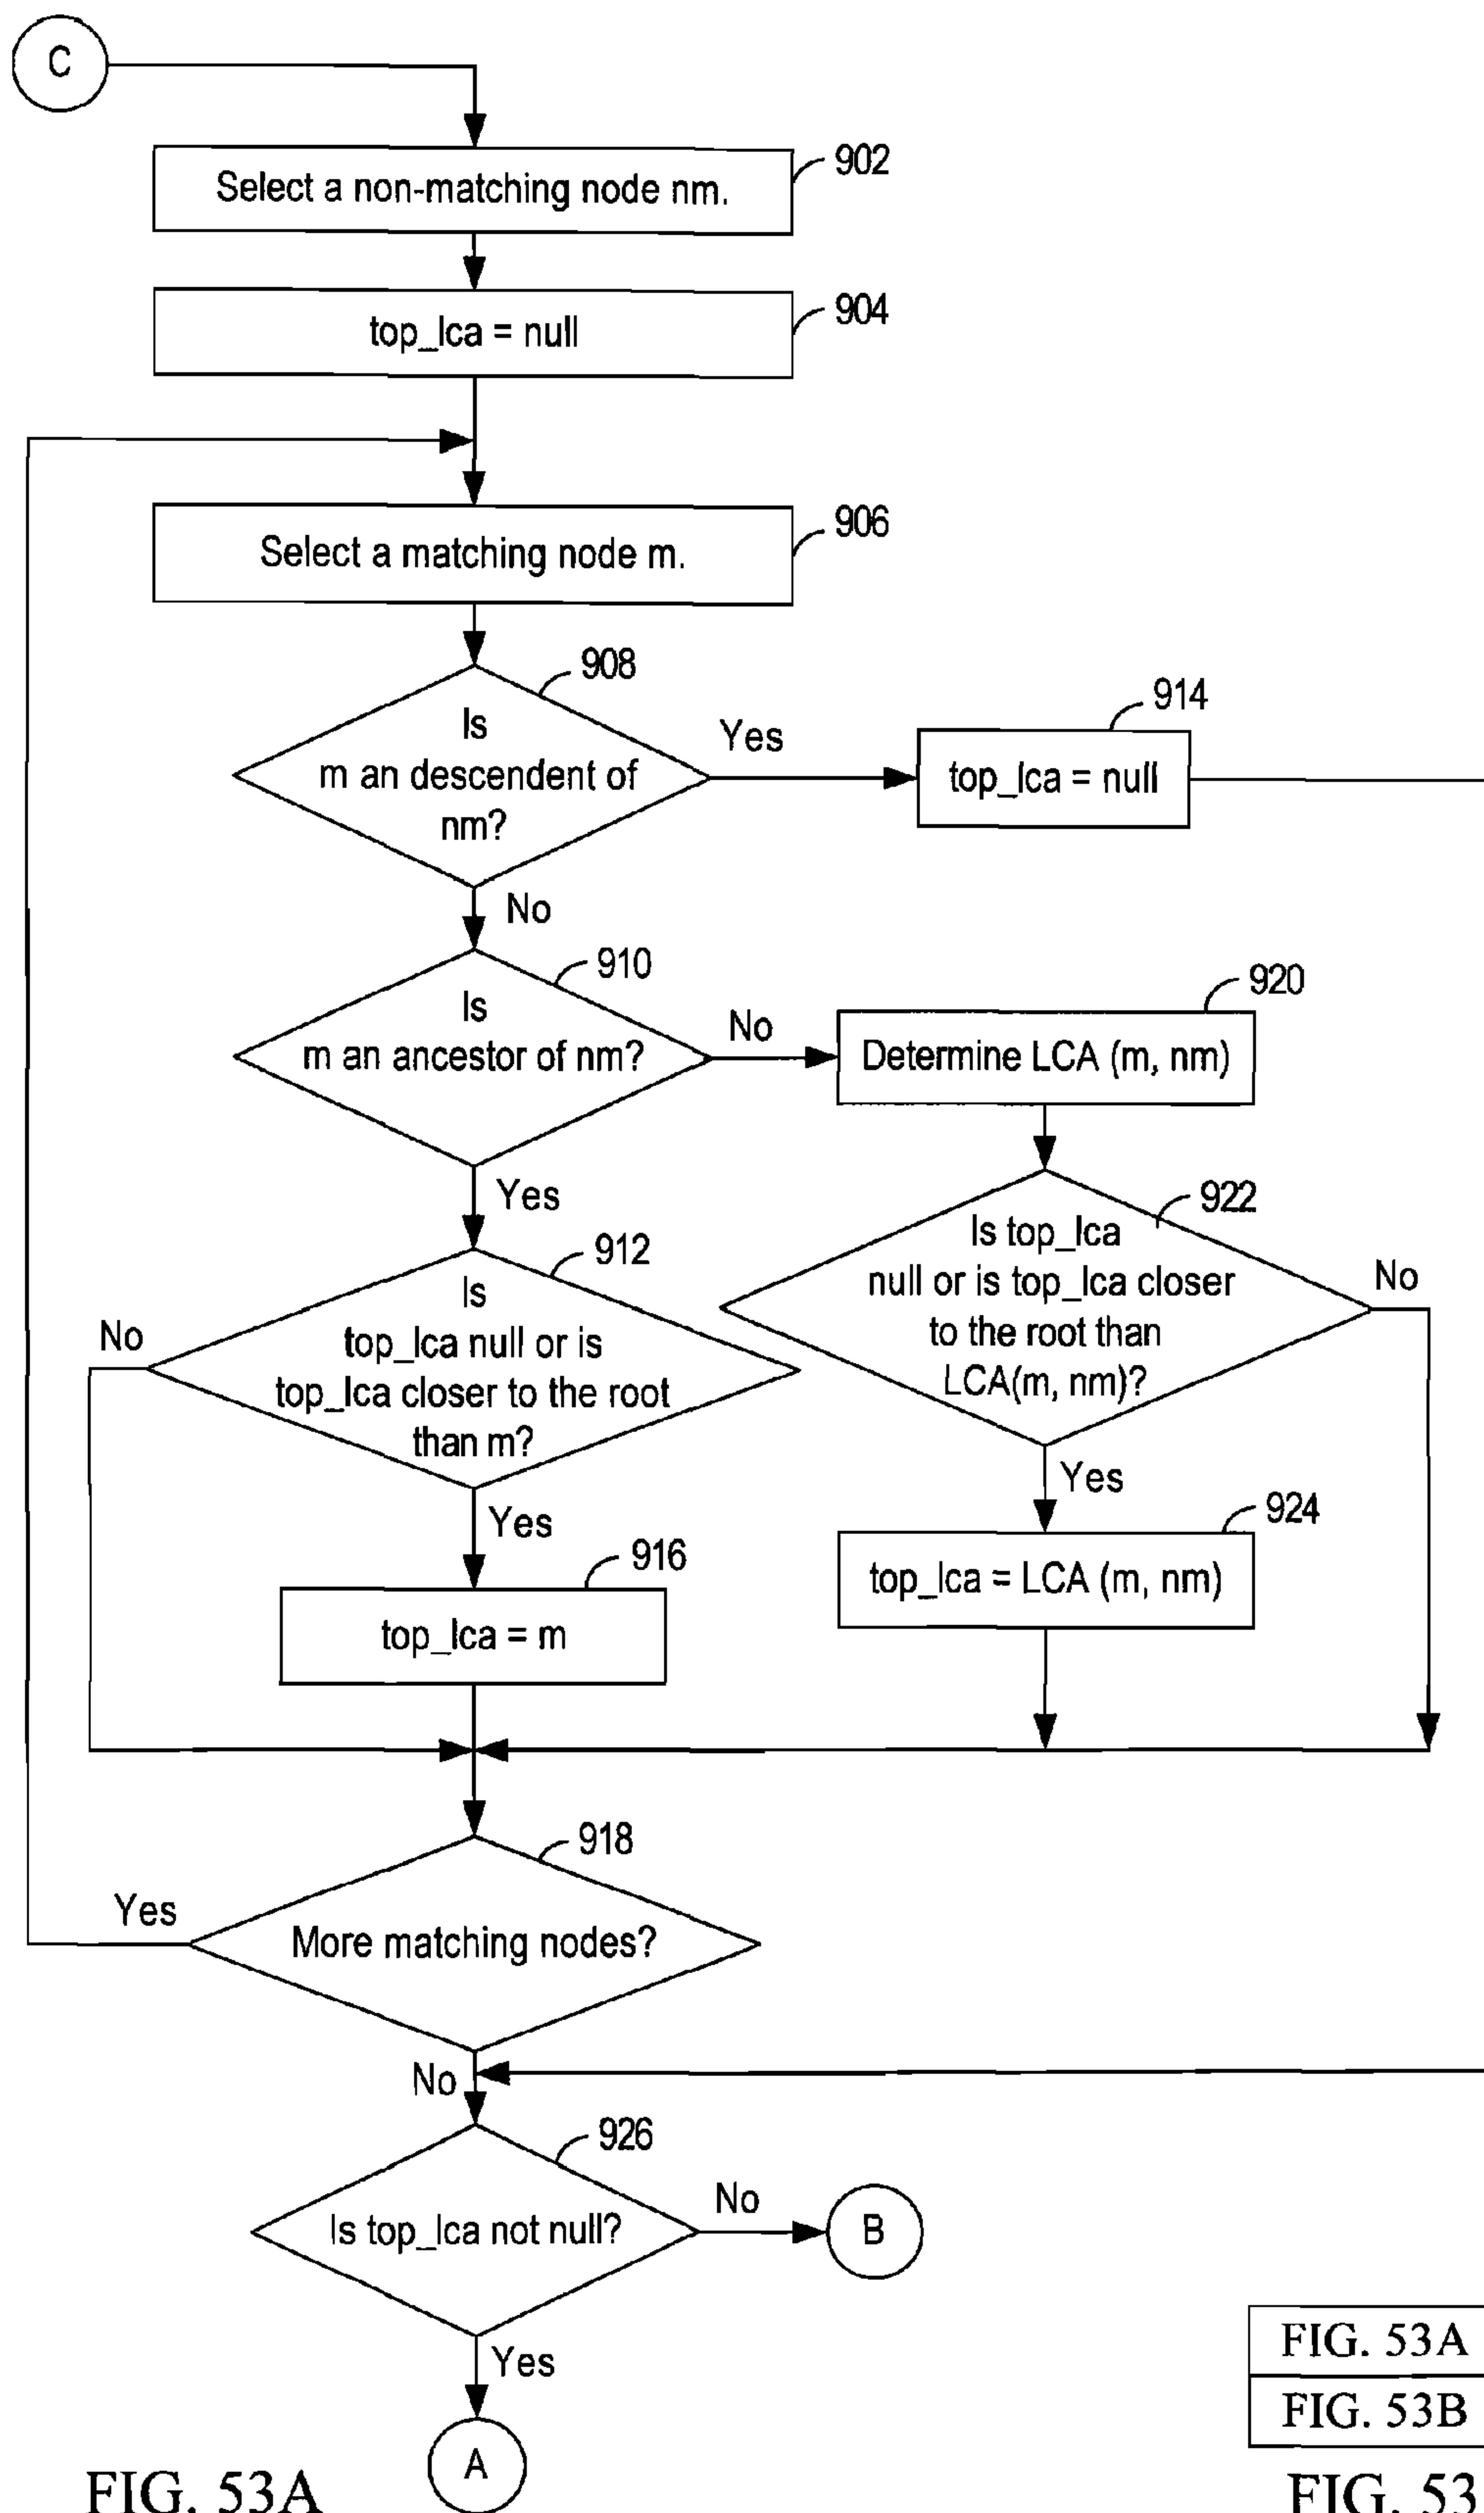 C
902
Select a non-matching node nm.
904
top_lca = null
906
Select a matching node m.
908
Is
m an descendent of
nm?
Yes
914
top_lca = null
No
910
Is
m an ancestor of nm?
No
920
Determine LCA (m, nm)
Yes
922
Is top_lca
null or is top_lca closer
to the root than
LCA(m, nm)?
No
912
Is
top_lca null or is
top_lca closer to the root
than m?
No
Yes
924
top_lca = LCA (m, nm)
Yes
916
top_lca = m
918
More matching nodes?
Yes
No
926
Is top_lca not null?
No
B
Yes
A
FIG. 53A
FIG. 53B
FIG. 53A
FIG. 53